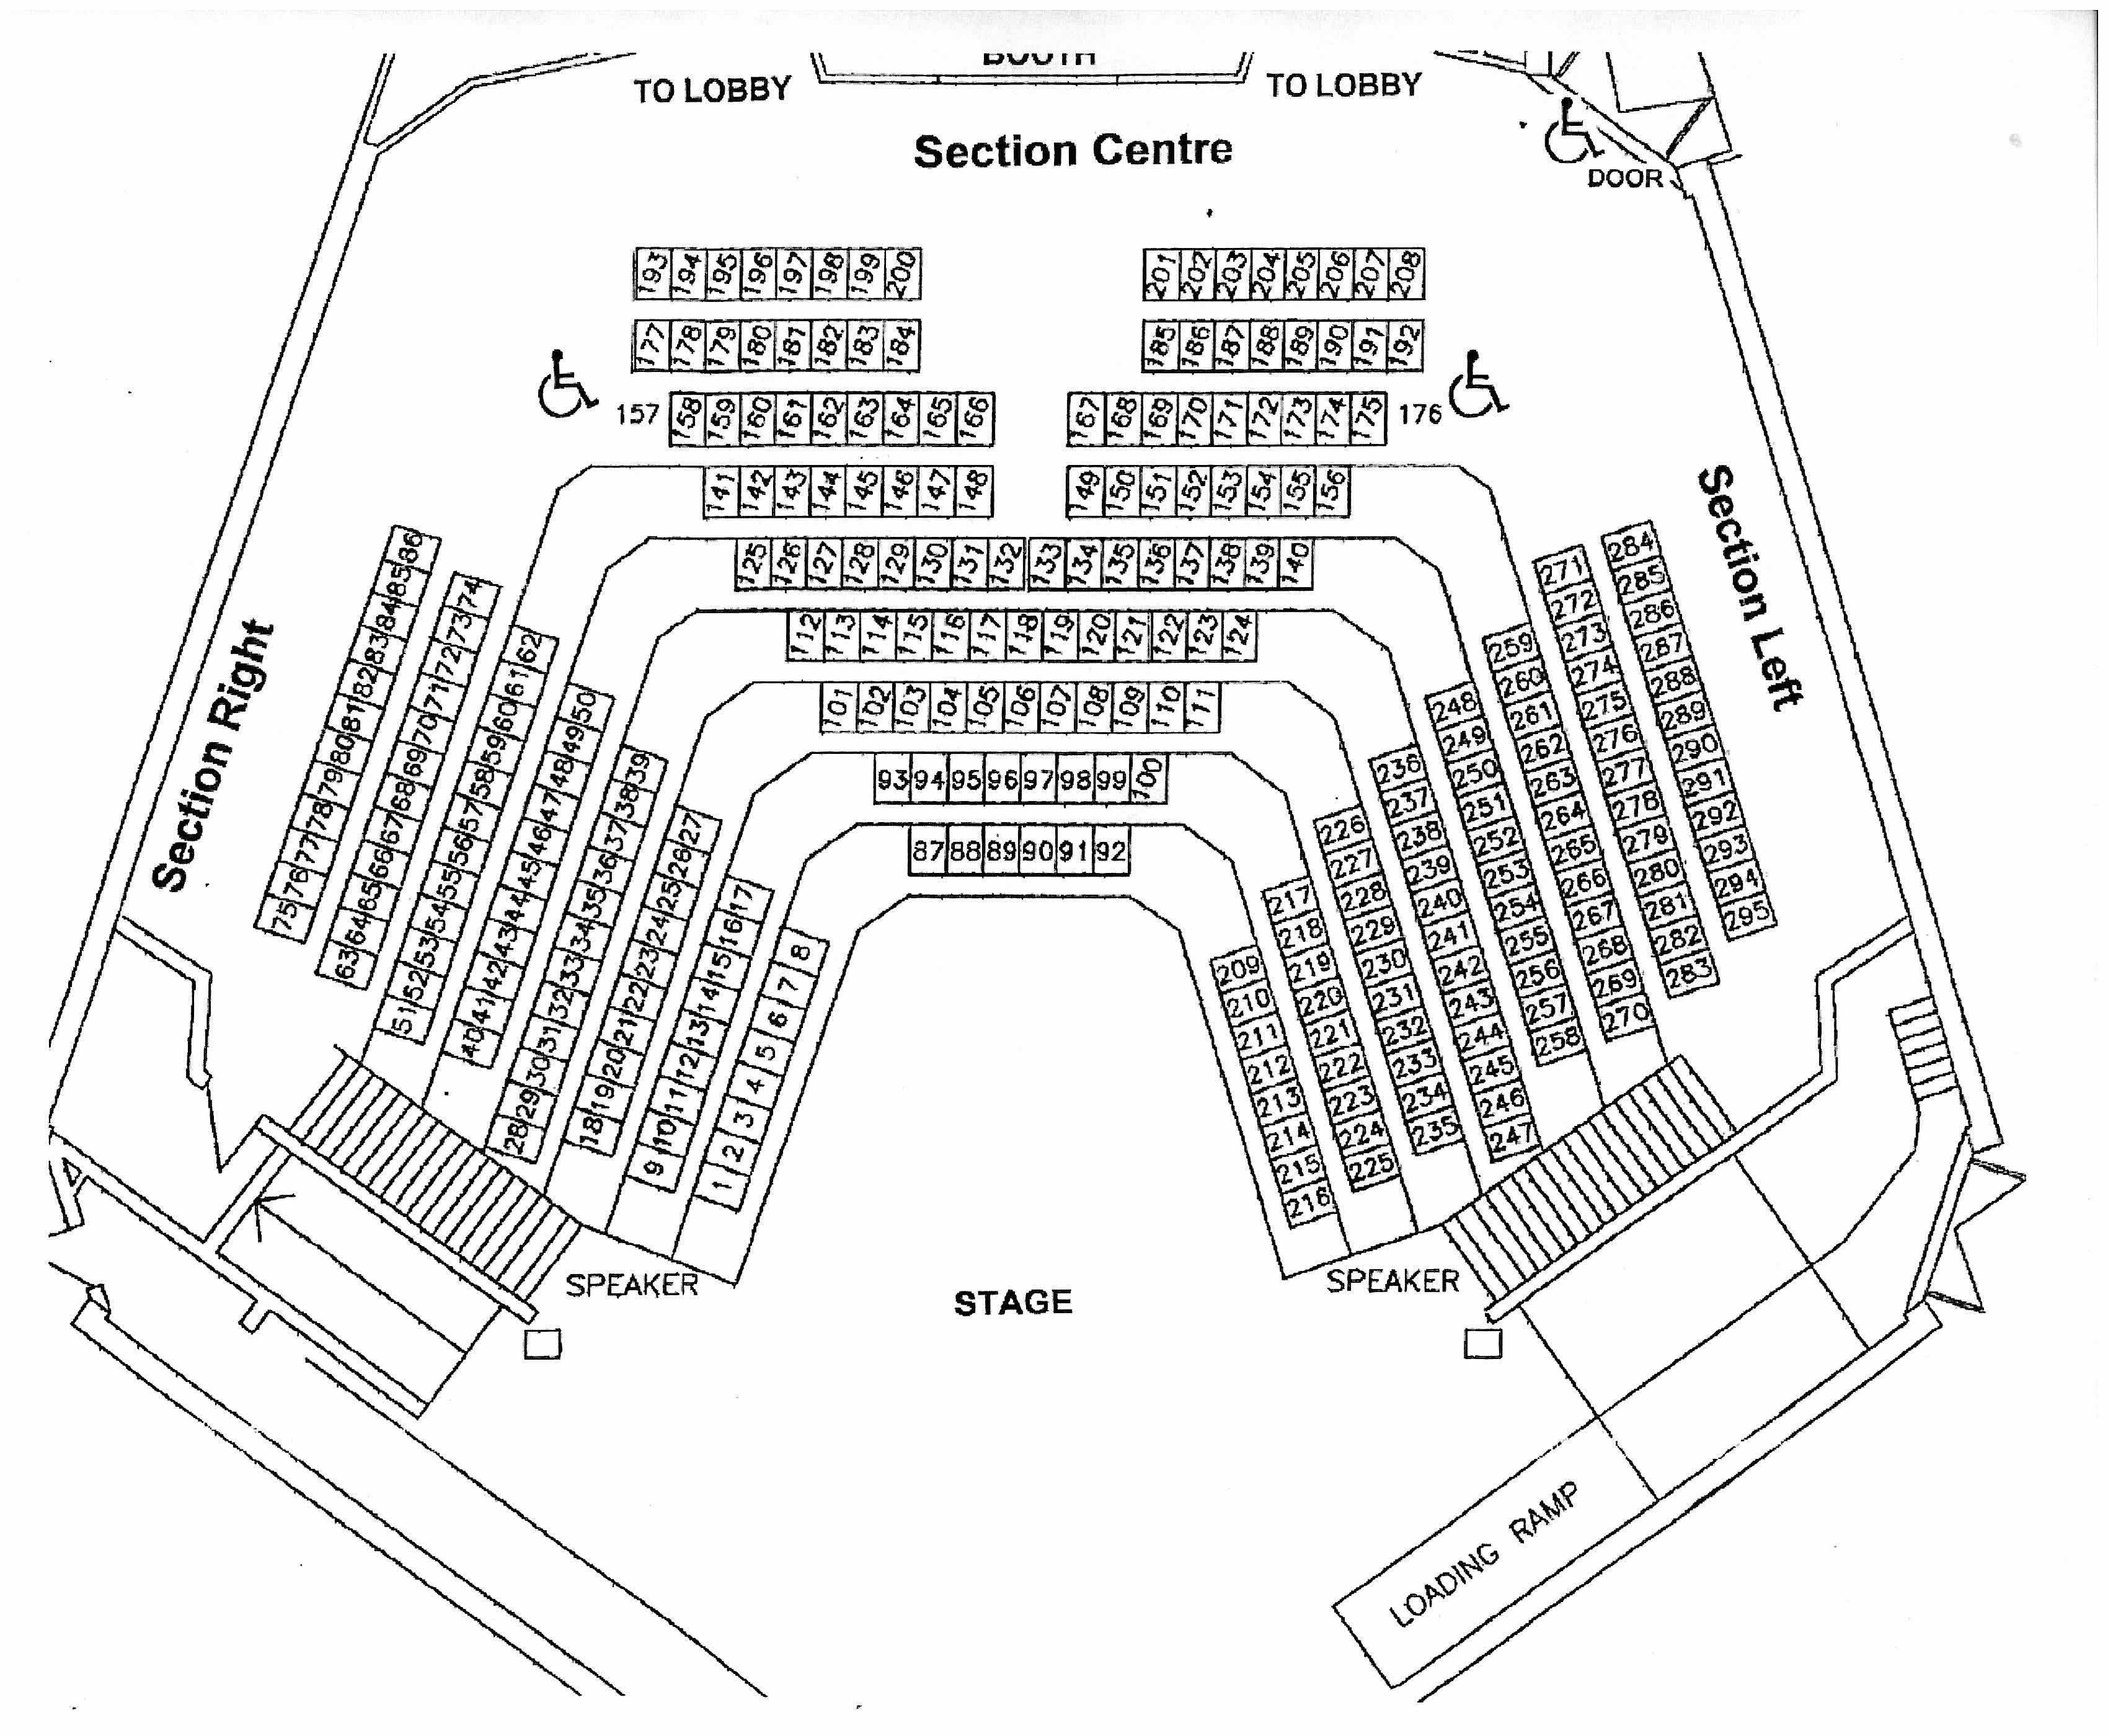 BOOTH
TO LOBBY
TO LOBBY
Section Centre
DOOR
193 194 195 196 197 198 199 200
201 202 203 204 205 206 207 208
177 178 179 180 181 182 183 184
185 186 187 188 189 190 191 192
157 158 159 160 161 162 163 164 165 166
167 168 169 170 171 172 173 174 175 176
141 142 143 144 145 146 147 148
149 150 151 152 153 154 155 156
125 126 127 128 129 130 131 132 133 134 135 136 137 138 139 140
112 113 114 115 116 117 118 119 120 121 122 123 124
101 102 103 104 105 106 107 108 109 110 111
93 94 95 96 97 98 99 100
87 88 89 90 91 92
Section Right
75 76 77 78 79 80 81 82 83 84 85 86
63 64 65 66 67 68 69 70 71 72 73 74
51 52 53 54 55 56 57 58 59 60 61 62
40 41 42 43 44 45 46 47 48 49 50
28 29 30 31 32 33 34 35 36 37 38 39
18 19 20 21 22 23 24 25 26 27
9 10 11 12 13 14 15 16 17
1 2 3 4 5 6 7 8
Section Left
209 210 211 212 213 214 215 216
217 218 219 220 221 222 223 224 225
226 227 228 229 230 231 232 233 234 235
236 237 238 239 240 241 242 243 244 245 246 247
248 249 250 251 252 253 254 255 256 257 258
259 260 261 262 263 264 265 266 267 268 269 270
271 272 273 274 275 276 277 278 279 280 281 282 283
284 285 286 287 288 289 290 291 292 293 294 295
SPEAKER
STAGE
SPEAKER
LOADING RAMP